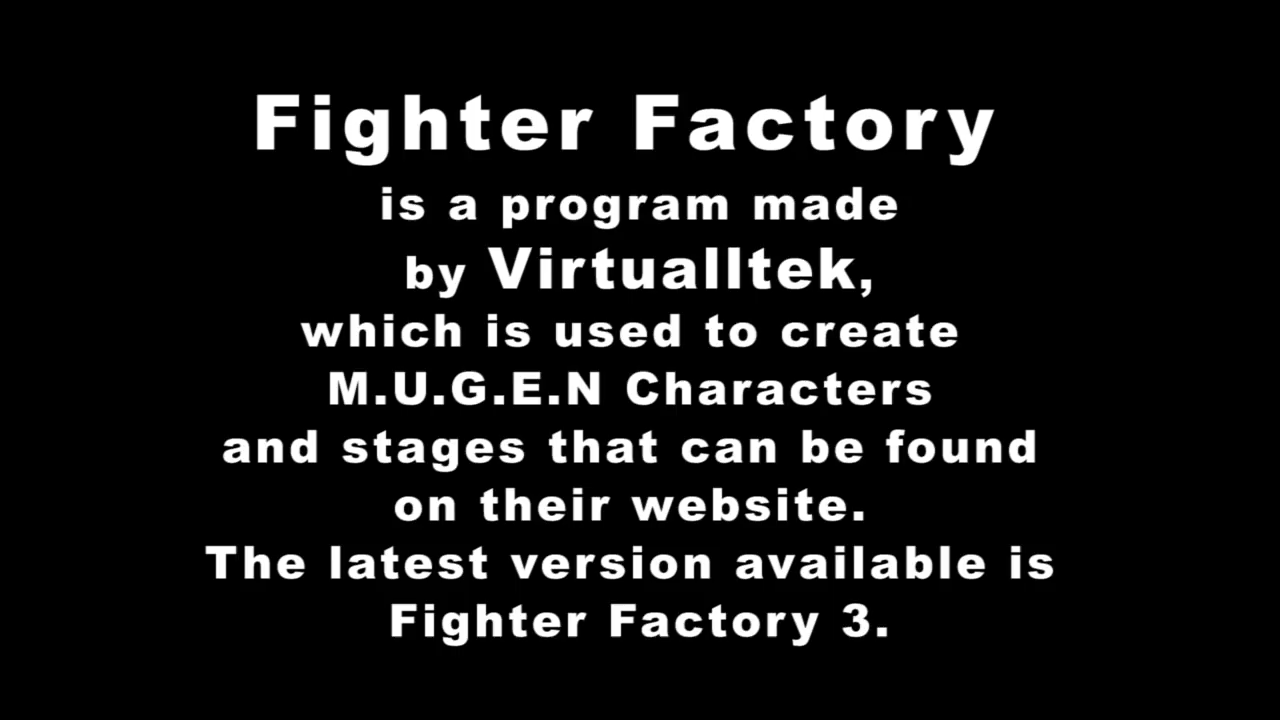 Fighter Factory
is a program made
by Virtualltek,
which is used to create
M.U.G.E.N Characters
and stages that can be found
on their website.
The latest version available is
Fighter Factory 3.